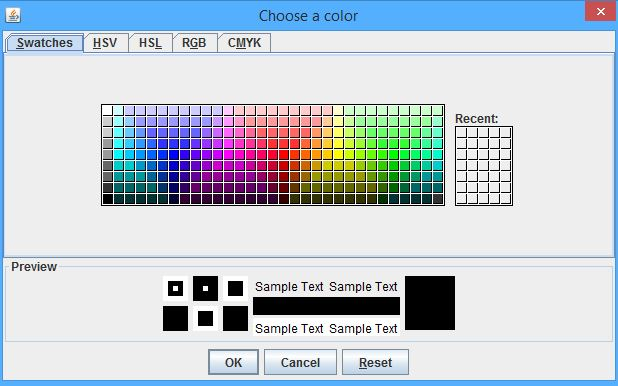 Choose a color
Swatches HSV HSL RGB CMYK
Recent:
Preview
Sample Text Sample Text
Sample Text Sample Text
OK Cancel Reset